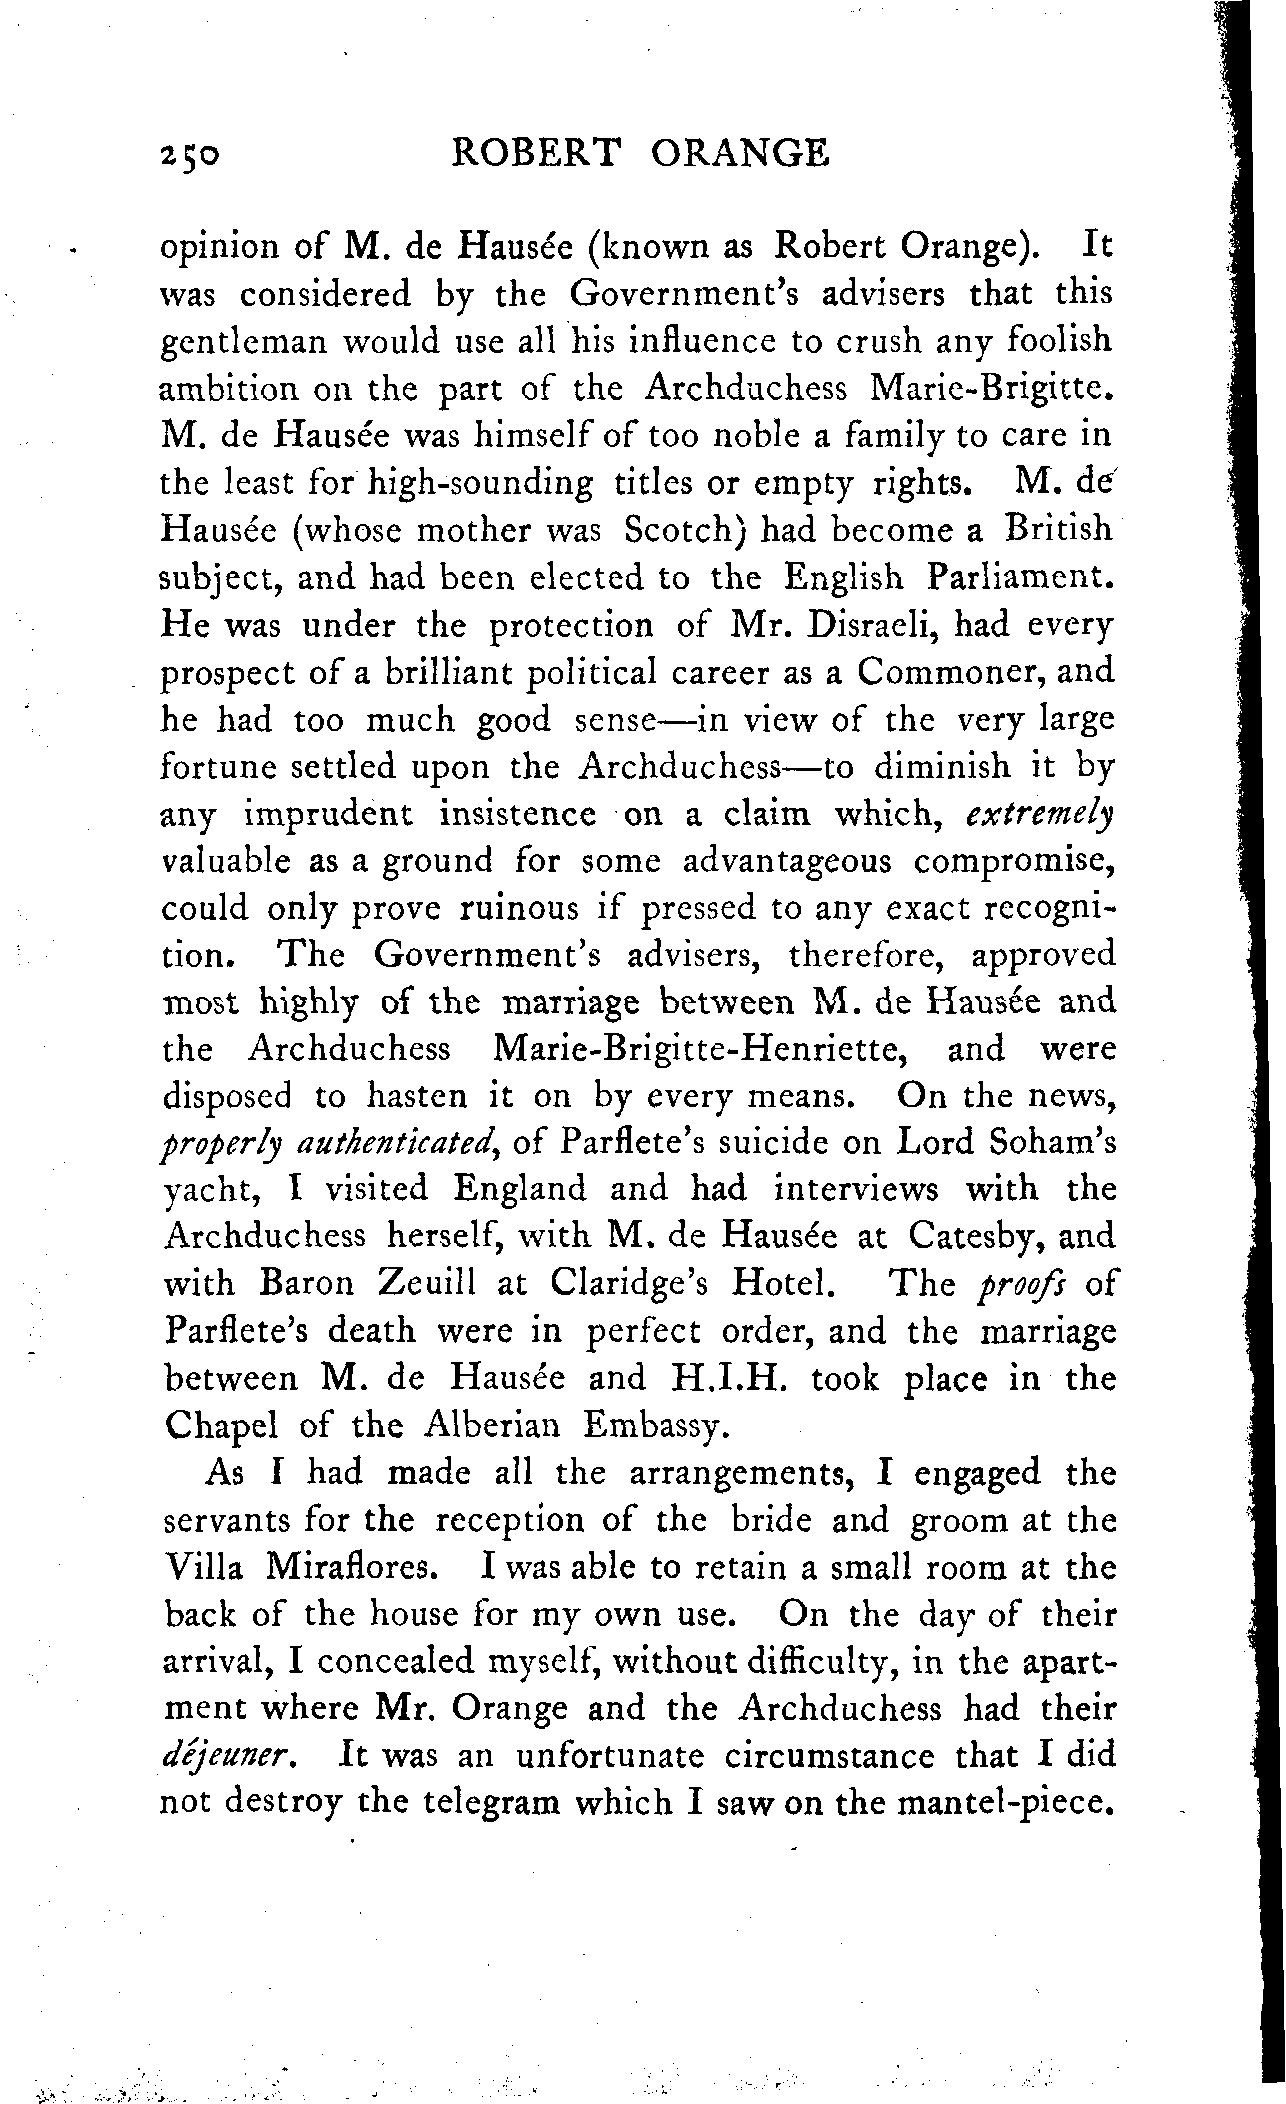 250 ROBERT ORANGE
opinion of M. de Hausée (known as Robert Orange). It
was considered by the Government's advisers that this
gentleman would use all his influence to crush any foolish
ambition on the part of the Archduchess Marie-Brigitte.
M. de Hausée was himself of too noble a family to care in
the least for high-sounding titles or empty rights. M. de
Hausée (whose mother was Scotch) had become a British
subject, and had been elected to the English Parliament.
He was under the protection of Mr. Disraeli, had every
prospect of a brilliant political career as a Commoner, and
he had too much good sense—in view of the very large
fortune settled upon the Archduchess—to diminish it by
any imprudent insistence on a claim which, extremely
valuable as a ground for some advantageous compromise,
could only prove ruinous if pressed to any exact recogni-
tion. The Government's advisers, therefore, approved
most highly of the marriage between M. de Hausée and
the Archduchess Marie-Brigitte-Henriette, and were
disposed to hasten it on by every means. On the news,
properly authenticated, of Parflete's suicide on Lord Soham's
yacht, I visited England and had interviews with the
Archduchess herself, with M. de Hausée at Catesby, and
with Baron Zeuill at Claridge's Hotel. The proofs of
Parflete's death were in perfect order, and the marriage
between M. de Hausée and H.I.H. took place in the
Chapel of the Alberian Embassy.
As I had made all the arrangements, I engaged the
servants for the reception of the bride and groom at the
Villa Miraflores. I was able to retain a small room at the
back of the house for my own use. On the day of their
arrival, I concealed myself, without difficulty, in the apart-
ment where Mr. Orange and the Archduchess had their
déjeuner. It was an unfortunate circumstance that I did
not destroy the telegram which I saw on the mantel-piece.